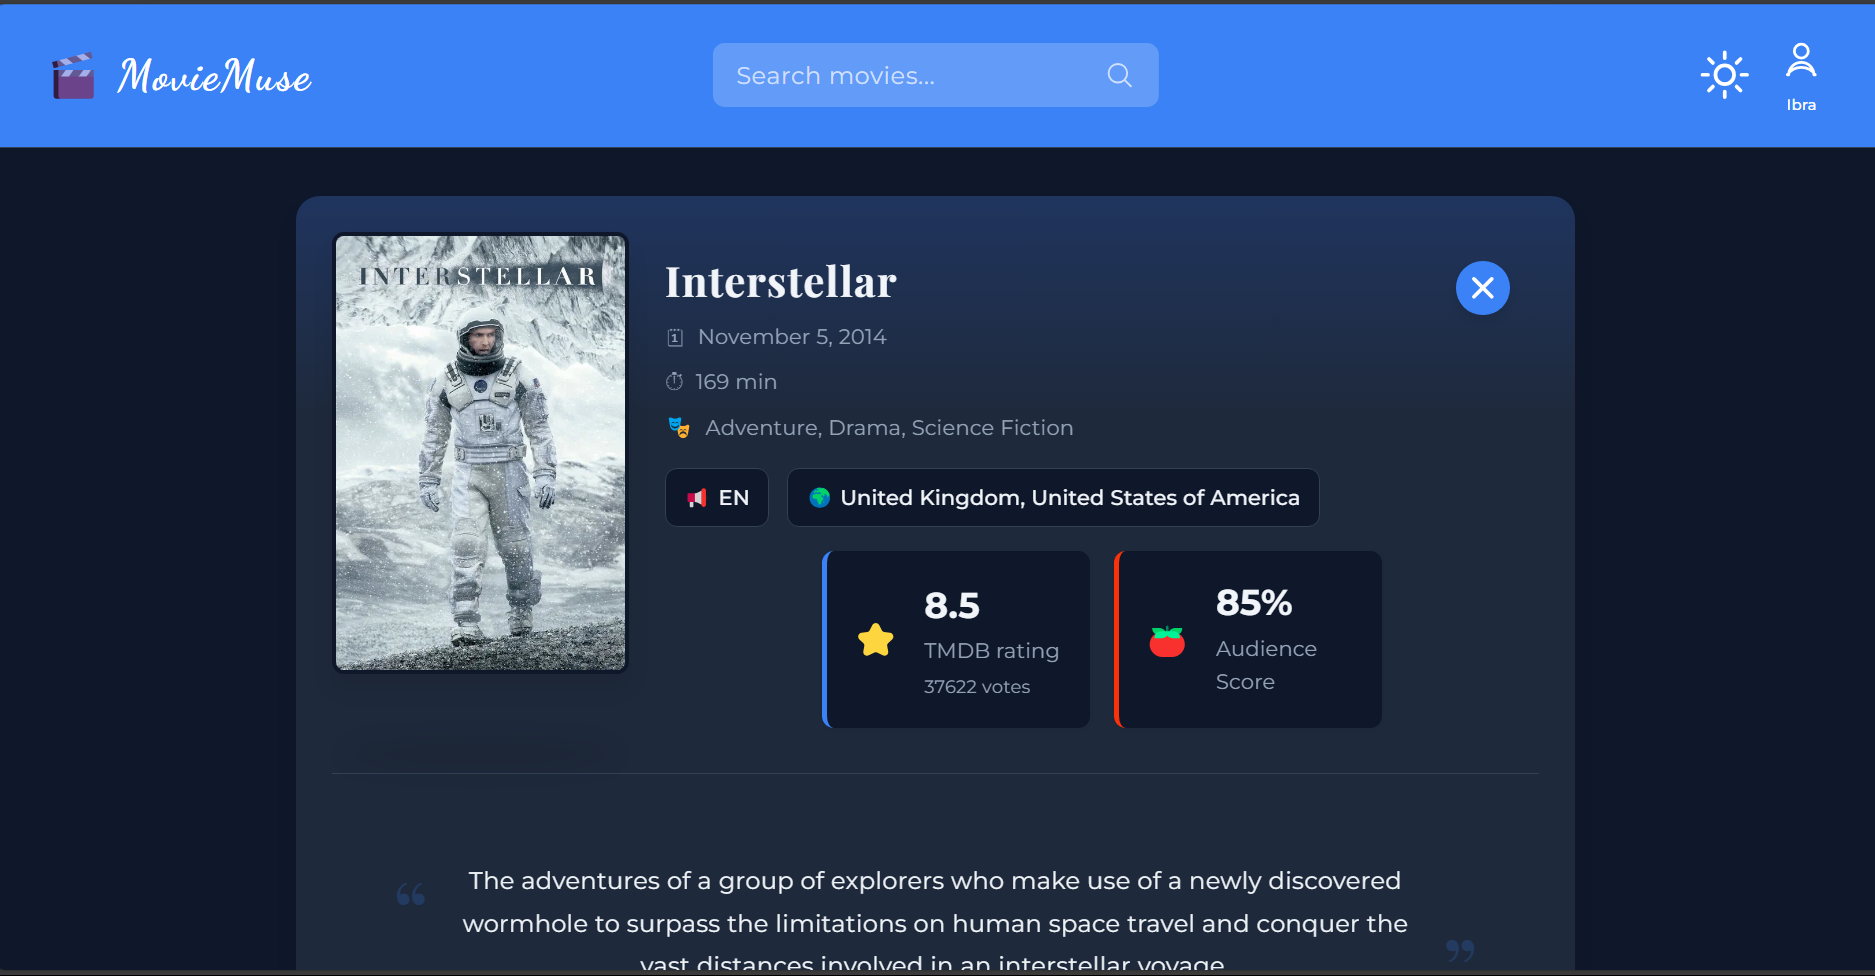 MovieMuse
Search movies...
Ibra
INTERSTELLAR
Interstellar
November 5, 2014
169 min
Adventure, Drama, Science Fiction
EN
United Kingdom, United States of America
8.5
TMDB rating
37622 votes
85%
Audience
Score
“
The adventures of a group of explorers who make use of a newly discovered
wormhole to surpass the limitations on human space travel and conquer the
vast distances involved in an interstellar voyage.
”